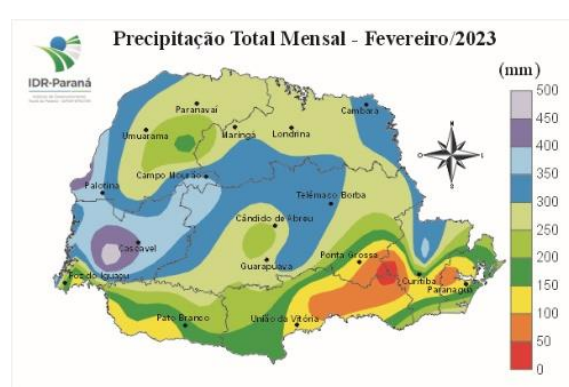 Precipitação Total Mensal - Fevereiro/2023
IDR-Paraná
(mm)
500
450
400
350
300
250
200
150
100
50
0
Paranavaí
Cambara
Umuarama
Maringá
Londrina
Campo Mourão
Palotina
Telêmaco Borba
Cândido de Abreu
Cascavel
Guarapuava
Ponta Grossa
Foz do Iguaçu
Curitiba
Paranaguá
Pato Branco
União da Vitória